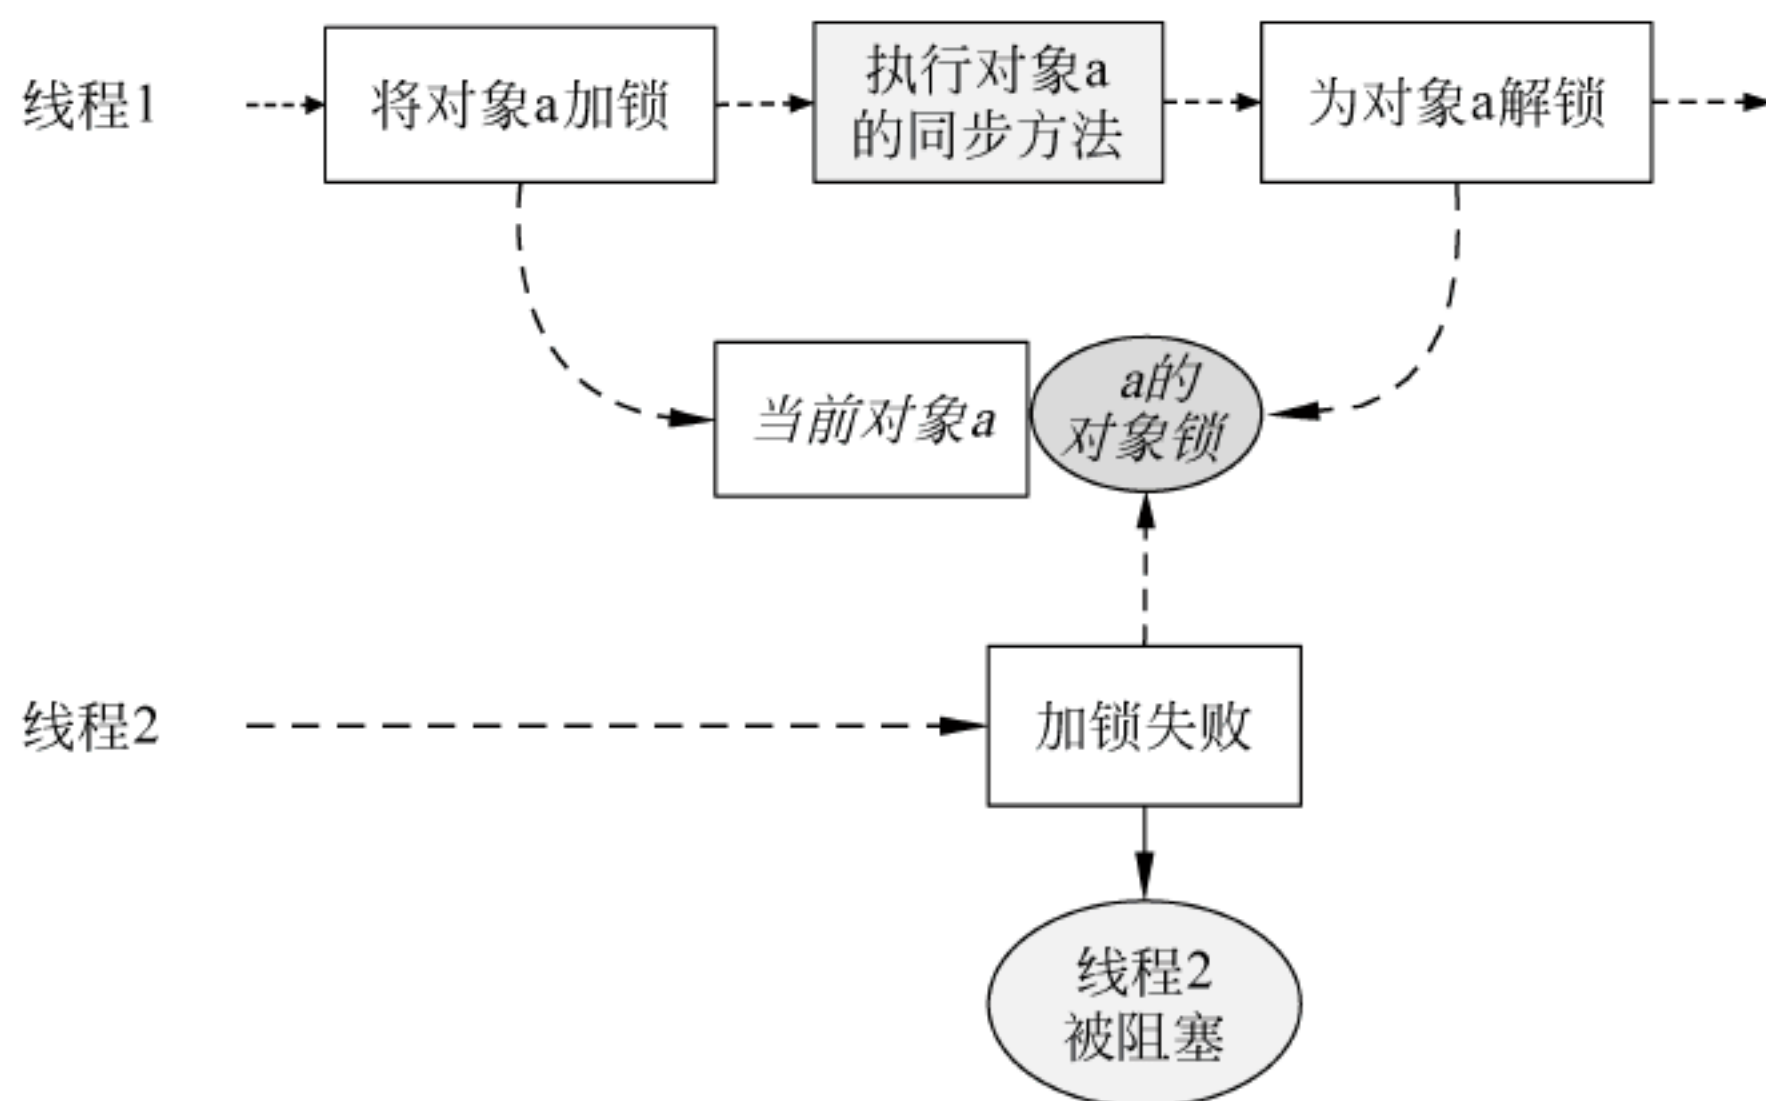 线程1
将对象a加锁
执行对象a
的同步方法
为对象a解锁
当前对象a
a的
对象锁
线程2
加锁失败
线程2
被阻塞